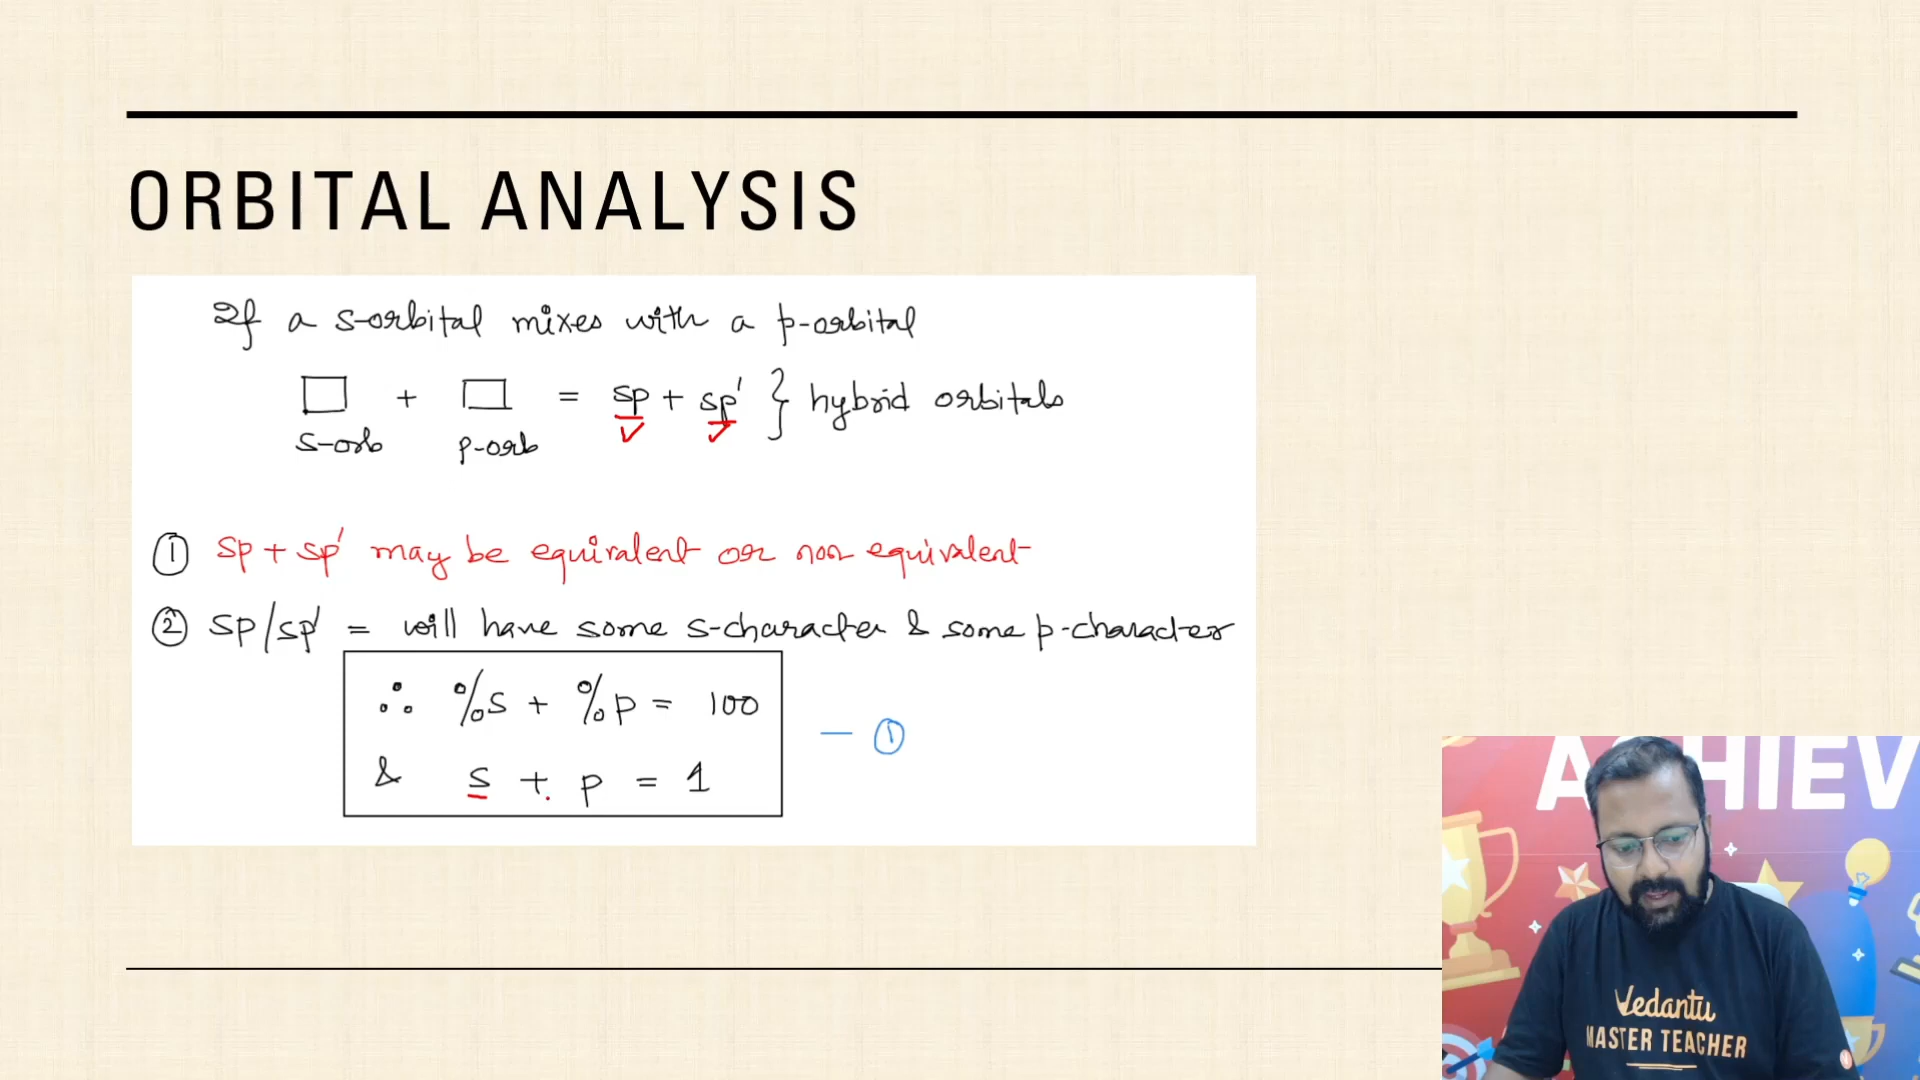 ORBITAL ANALYSIS
If a s-orbital mixes with a p-orbital
+ = sp + sp' } hybrid orbitals
s-orb p-orb
① sp + sp' may be equivalent or non equivalent
② sp/sp' = will have some s-character & some p-character
∴ %s + %p = 100
— ①
& s + p = 1
ACHIEV
Vedantu
MASTER TEACHER